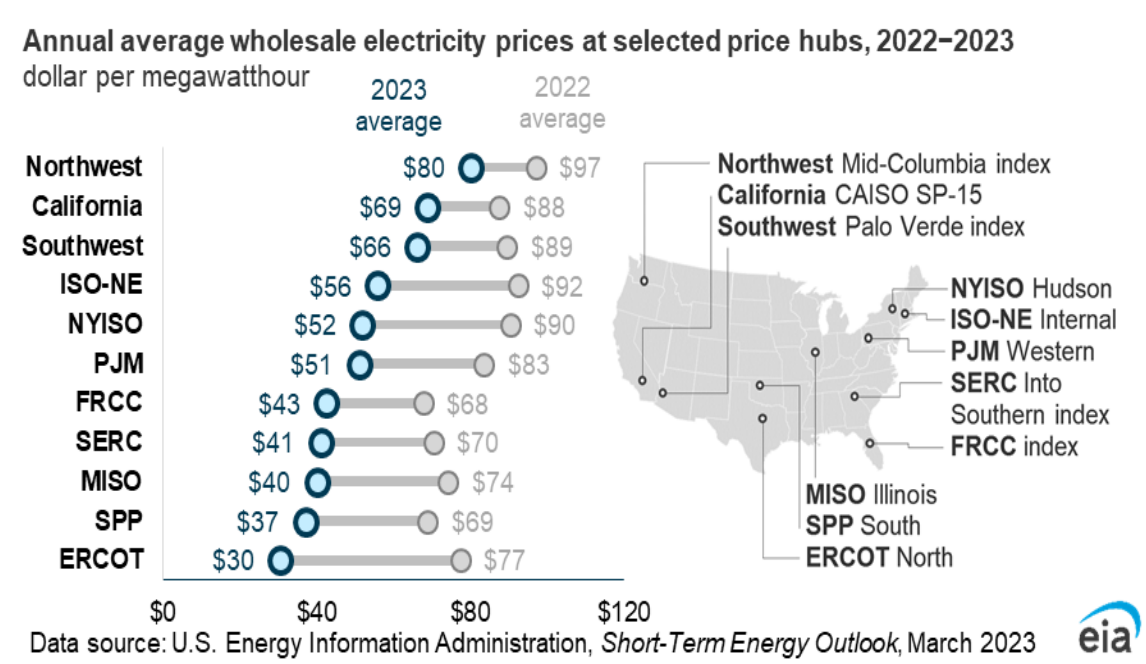 Annual average wholesale electricity prices at selected price hubs, 2022−2023
dollar per megawatthour
2023
average
2022
average
Northwest $80 $97
California $69 $88
Southwest $66 $89
ISO-NE $56 $92
NYISO $52 $90
PJM $51 $83
FRCC $43 $68
SERC $41 $70
MISO $40 $74
SPP $37 $69
ERCOT $30 $77
$0 $40 $80 $120
Northwest Mid-Columbia index
California CAISO SP-15
Southwest Palo Verde index
NYISO Hudson
ISO-NE Internal
PJM Western
SERC Into
Southern index
FRCC index
MISO Illinois
SPP South
ERCOT North
Data source: U.S. Energy Information Administration, Short-Term Energy Outlook, March 2023
eia